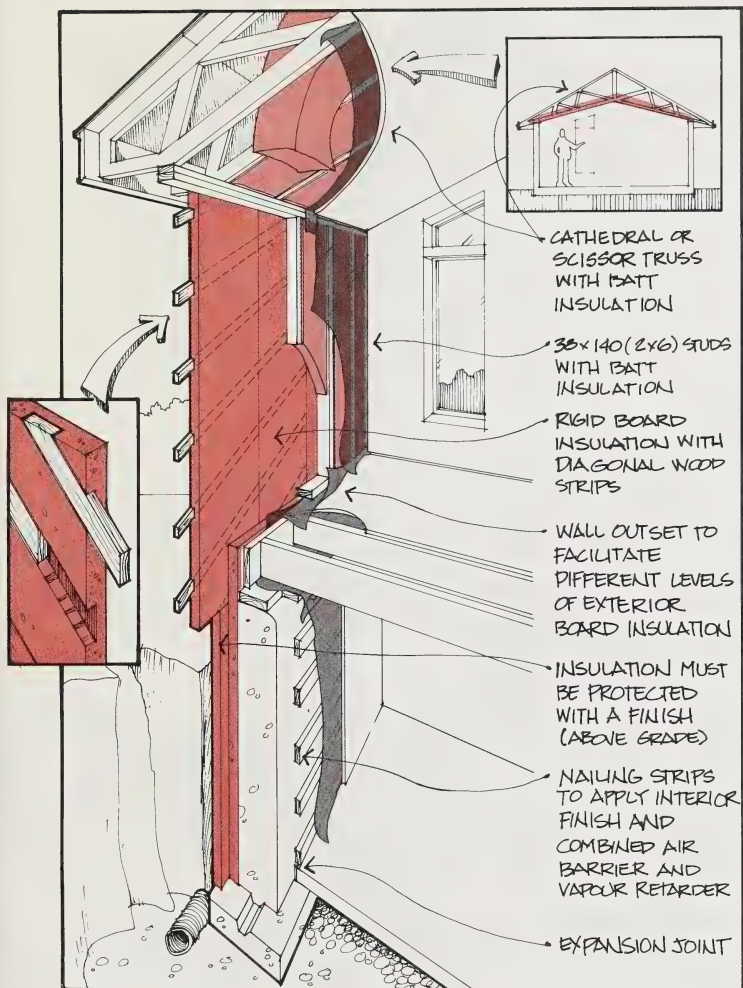 CATHEDRAL OR
SCISSOR TRUSS
WITH BATT
INSULATION
38×140 (2×6) STUDS
WITH BATT
INSULATION
RIGID BOARD
INSULATION WITH
DIAGONAL WOOD
STRIPS
WALL OUTSET TO
FACILITATE
DIFFERENT LEVELS
OF EXTERIOR
BOARD INSULATION
INSULATION MUST
BE PROTECTED
WITH A FINISH
(ABOVE GRADE)
NAILING STRIPS
TO APPLY INTERIOR
FINISH AND
COMBINED AIR
BARRIER AND
VAPOUR RETARDER
EXPANSION JOINT